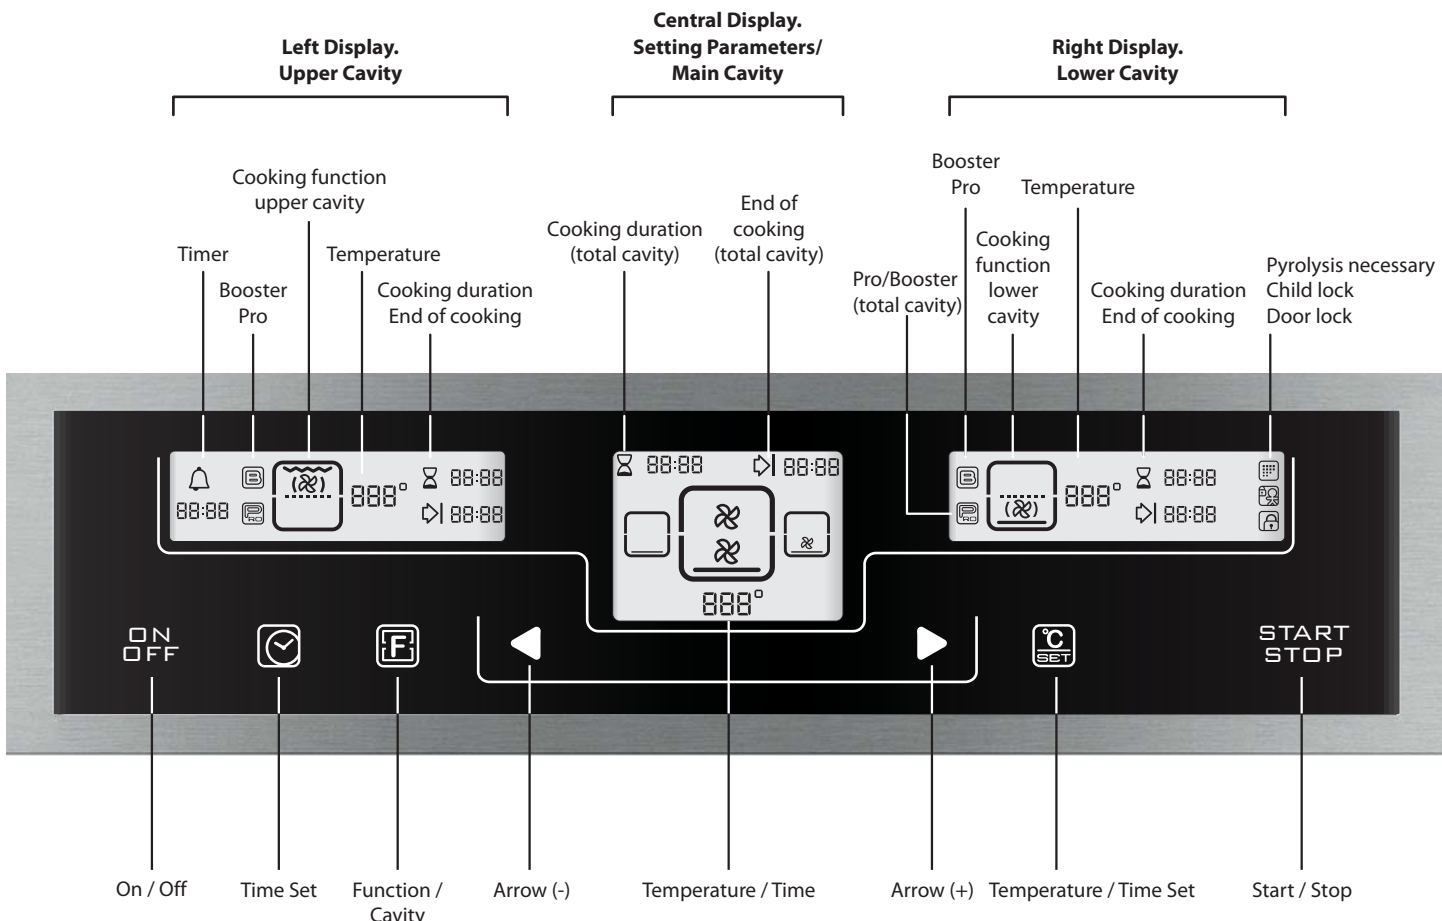 Central Display.
Setting Parameters/
Main Cavity
Left Display.
Upper Cavity
Right Display.
Lower Cavity
Cooking function
upper cavity
Timer
Booster
Pro
Temperature
Cooking duration
End of cooking
Cooking duration
(total cavity)
End of
cooking
(total cavity)
Pro/Booster
(total cavity)
Booster
Pro
Cooking
function
lower
cavity
Temperature
Cooking duration
End of cooking
Pyrolysis necessary
Child lock
Door lock
88:88
B
PRO
888°
88:88
88:88
88:88
88:88
888°
B
PRO
888°
88:88
88:88
ON
OFF
F
°C
SET
START
STOP
On / Off
Time Set
Function /
Cavity
Arrow (-)
Temperature / Time
Arrow (+)
Temperature / Time Set
Start / Stop